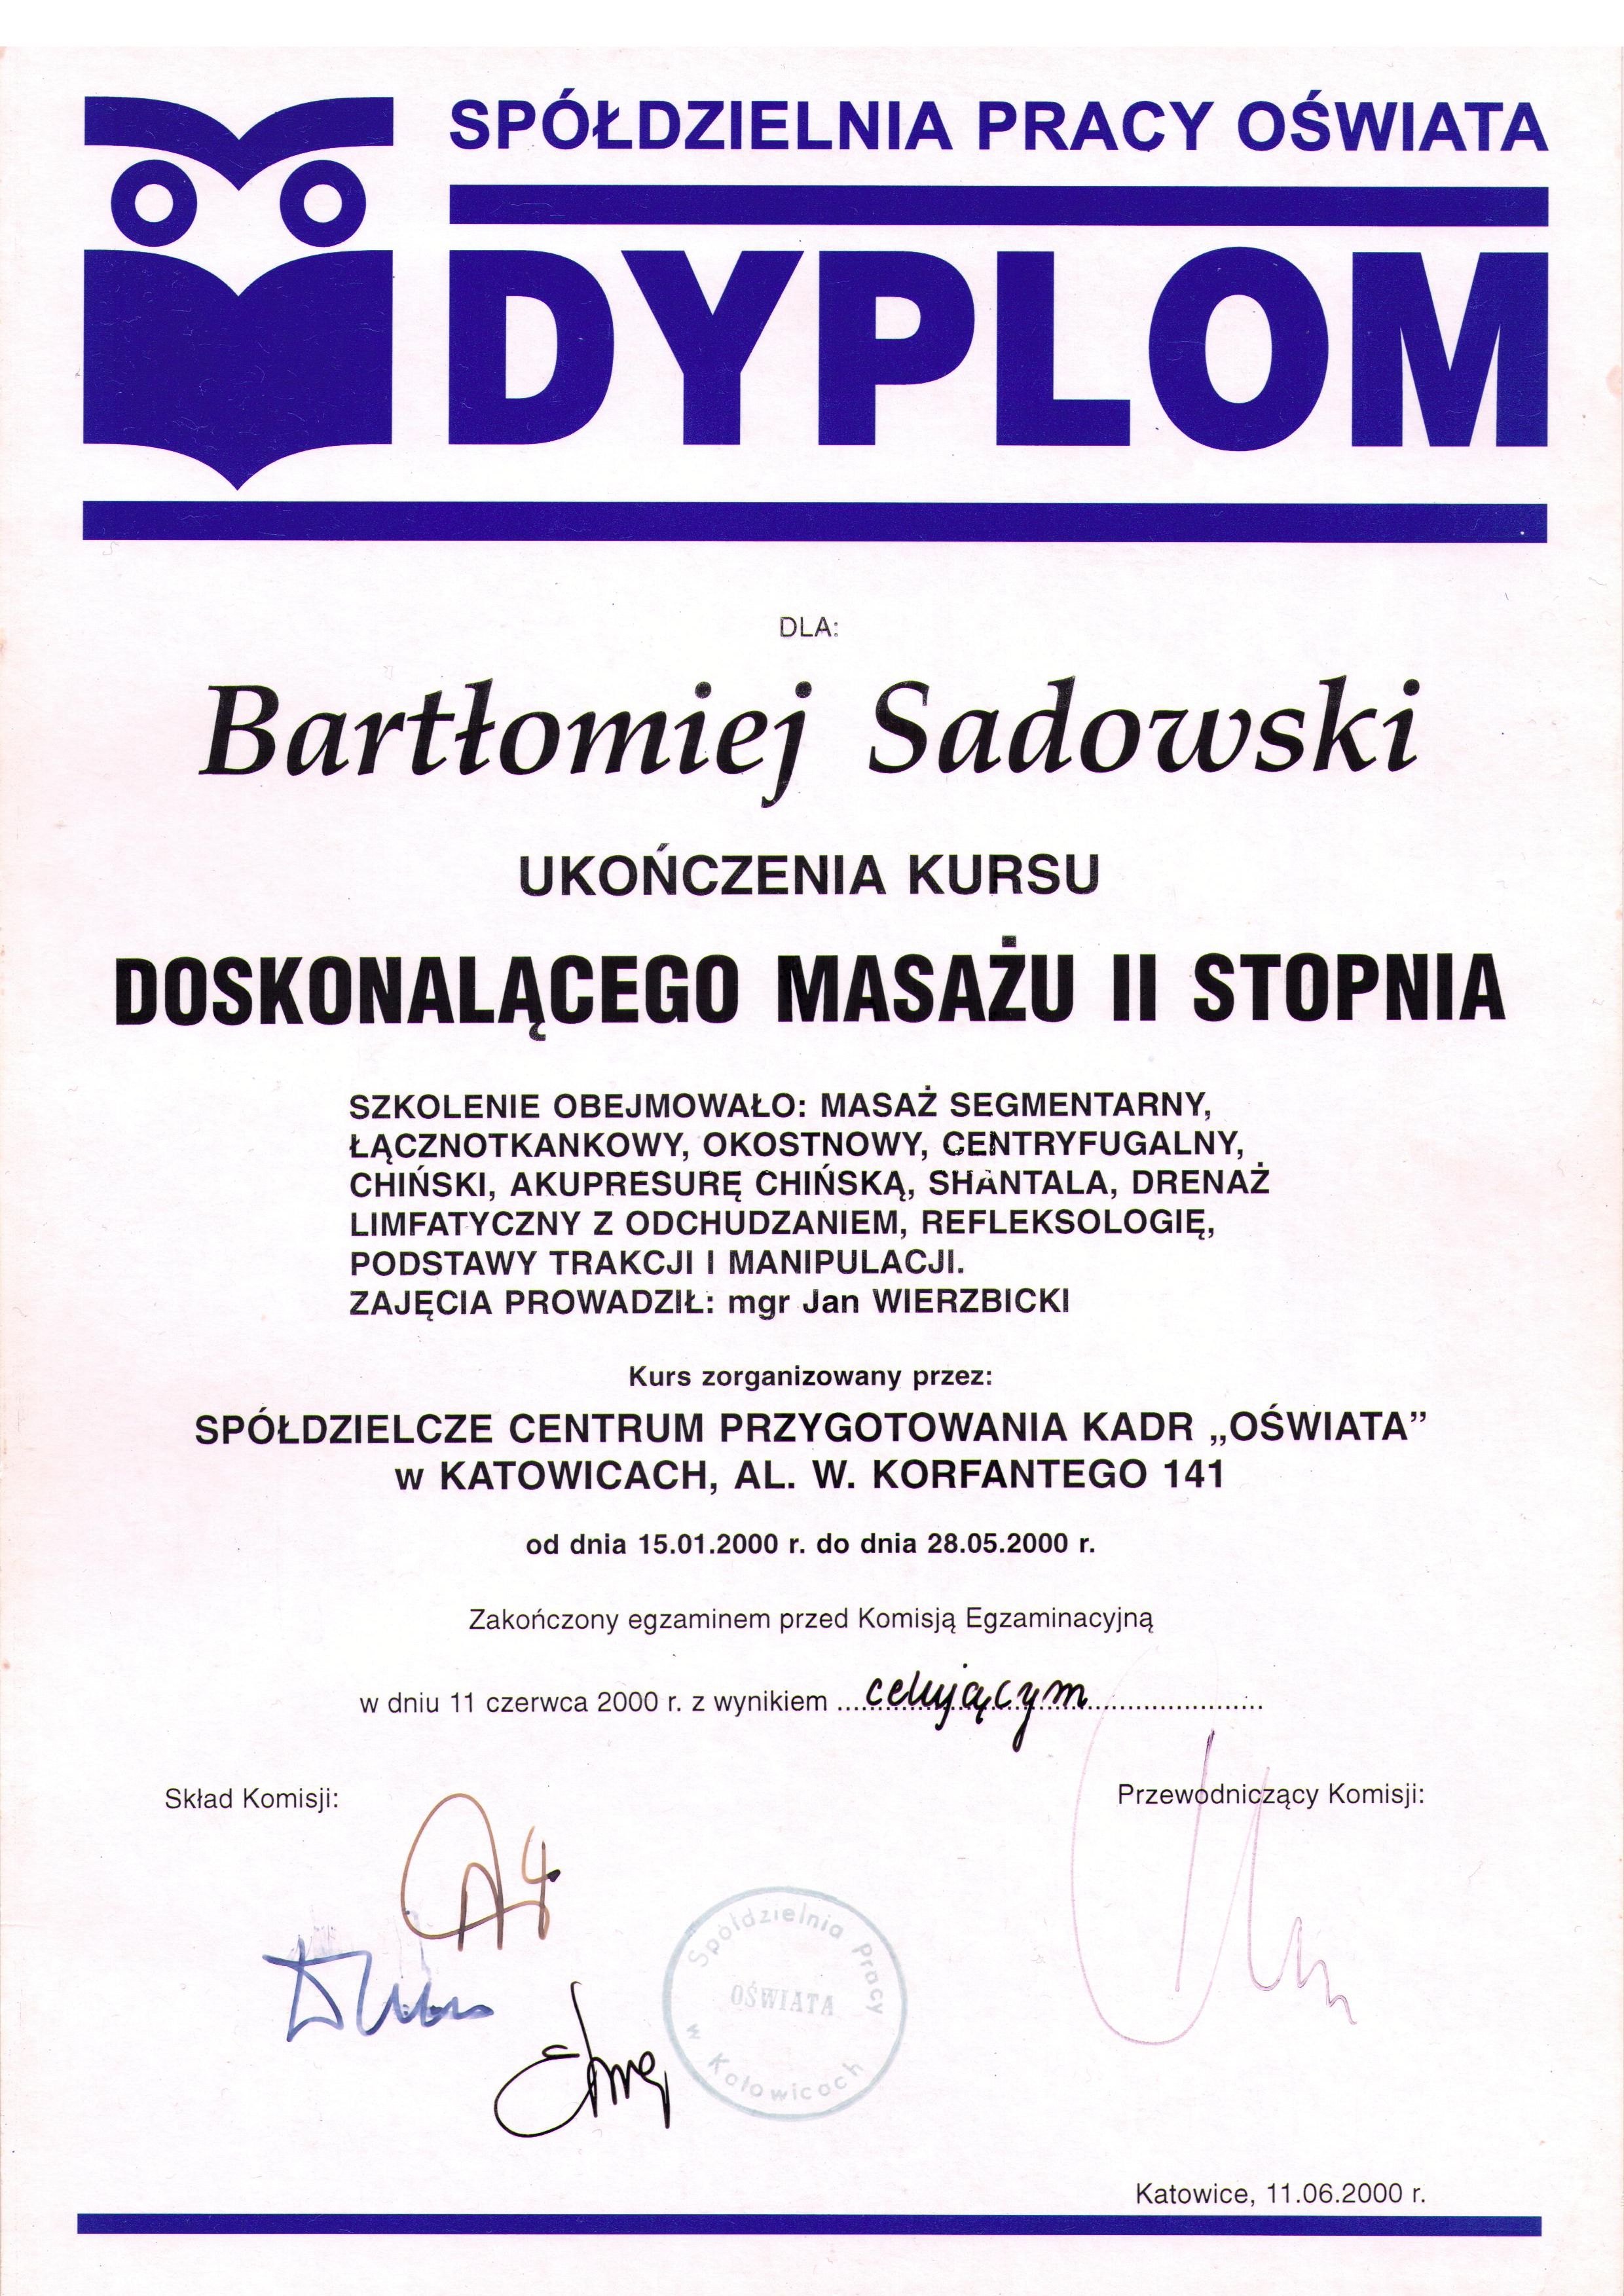 SPÓŁDZIELNIA PRACY OŚWIATA
DYPLOM
DLA:
Bartłomiej Sadowski
UKOŃCZENIA KURSU
DOSKONALĄCEGO MASAŻU II STOPNIA
SZKOLENIE OBEJMOWAŁO: MASAŻ SEGMENTARNY,
ŁĄCZNOTKANKOWY, OKOSTNOWY, CENTRYFUGALNY,
CHIŃSKI, AKUPRESURĘ CHIŃSKĄ, SHANTALA, DRENAŻ
LIMFATYCZNY Z ODCHUDZANIEM, REFLEKSOLOGIĘ,
PODSTAWY TRAKCJI I MANIPULACJI.
ZAJĘCIA PROWADZIŁ: mgr Jan WIERZBICKI
Kurs zorganizowany przez:
SPÓŁDZIELCZE CENTRUM PRZYGOTOWANIA KADR „OŚWIATA”
w KATOWICACH, AL. W. KORFANTEGO 141
od dnia 15.01.2000 r. do dnia 28.05.2000 r.
Zakończony egzaminem przed Komisją Egzaminacyjną
w dniu 11 czerwca 2000 r. z wynikiem celującym
Skład Komisji:
Przewodniczący Komisji:
Spółdzielnia Pracy
OŚWIATA
w Katowicach
Katowice, 11.06.2000 r.